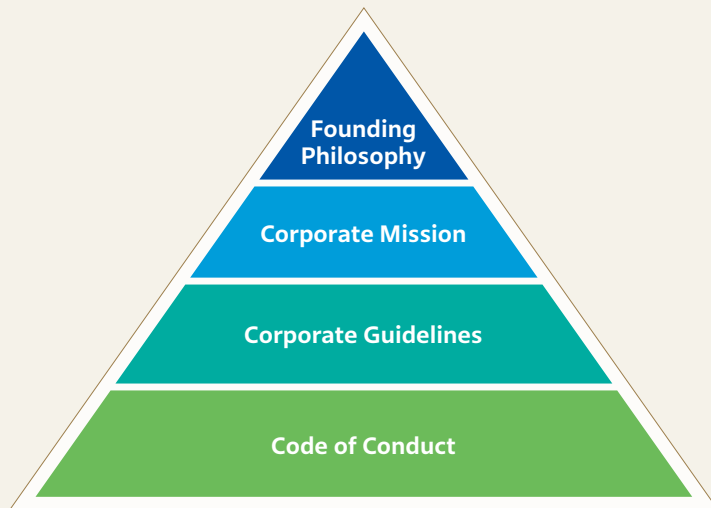 Founding
Philosophy
Corporate Mission
Corporate Guidelines
Code of Conduct